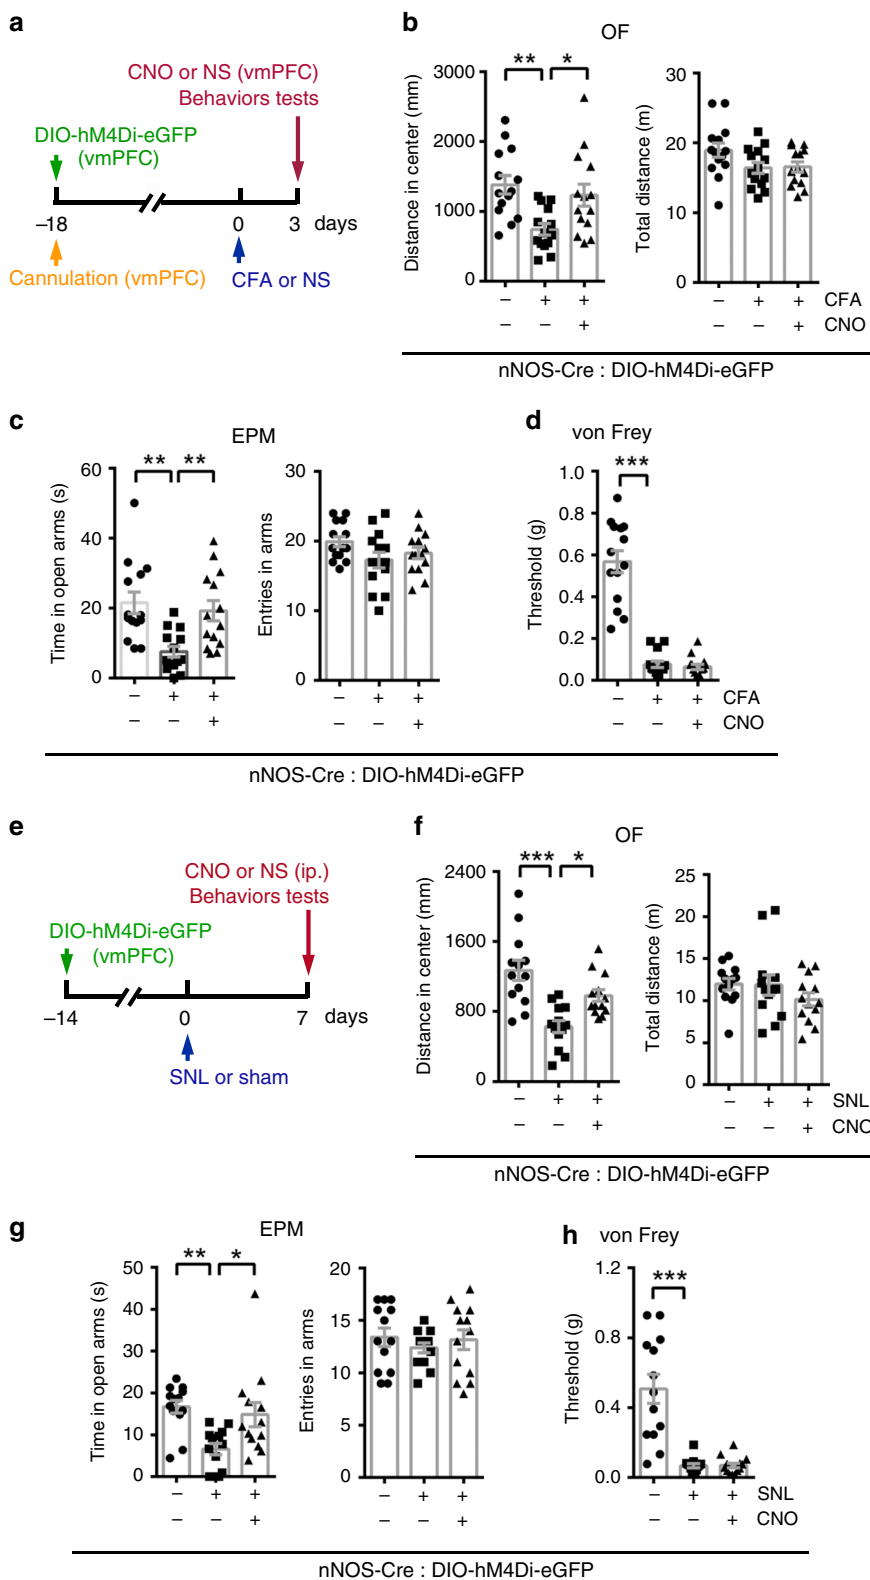 a
CNO or NS (vmPFC)
Behaviors tests
DIO-hM4Di-eGFP
(vmPFC)
–18
0
3
days
Cannulation (vmPFC)
CFA or NS
b
OF
**
*
Distance in center (mm)
3000
2000
1000
0
Total distance (m)
30
20
10
0
– + + – + + CFA
– – + – – + CNO
nNOS-Cre : DIO-hM4Di-eGFP
c
EPM
**
**
Time in open arms (s)
60
40
20
0
Entries in arms
30
20
10
0
– + + – + +
– – + – – +
d
von Frey
***
Threshold (g)
1.0
0.8
0.6
0.4
0.2
0.0
– + + CFA
– – + CNO
nNOS-Cre : DIO-hM4Di-eGFP
e
CNO or NS (ip.)
Behaviors tests
DIO-hM4Di-eGFP
(vmPFC)
–14
0
7
days
SNL or sham
f
OF
***
*
Distance in center (mm)
2400
1600
800
0
Total distance (m)
25
20
15
10
5
0
– + + – + + SNL
– – + – – + CNO
nNOS-Cre : DIO-hM4Di-eGFP
g
EPM
**
*
Time in open arms (s)
50
40
30
20
10
0
Entries in arms
20
15
10
5
0
– + + – + +
– – + – – +
h
von Frey
***
Threshold (g)
1.2
0.8
0.4
0.0
– + + SNL
– – + CNO
nNOS-Cre : DIO-hM4Di-eGFP